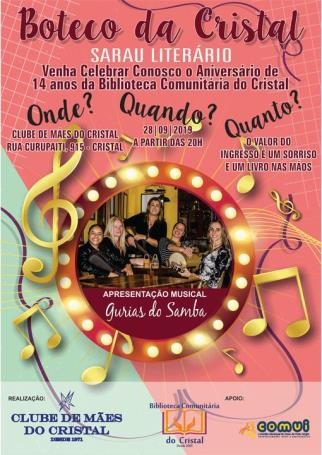 Boteco da Cristal
SARAU LITERÁRIO
Venha Celebrar Conosco o Aniversário de
14 anos da Biblioteca Comunitária do Cristal
Onde?
CLUBE DE MÃES DO CRISTAL
RUA CURUPAITI, 915 - CRISTAL
Quando?
28|09|2019
A PARTIR DAS 20H
Quanto?
O VALOR DO
INGRESSO É UM SORRISO
E UM LIVRO NAS MÃOS
APRESENTAÇÃO MUSICAL
Gurias do Samba
REALIZAÇÃO:
CLUBE DE MÃES
DO CRISTAL
DESDE 1971
Biblioteca Comunitária
do Cristal
APOIO:
comui